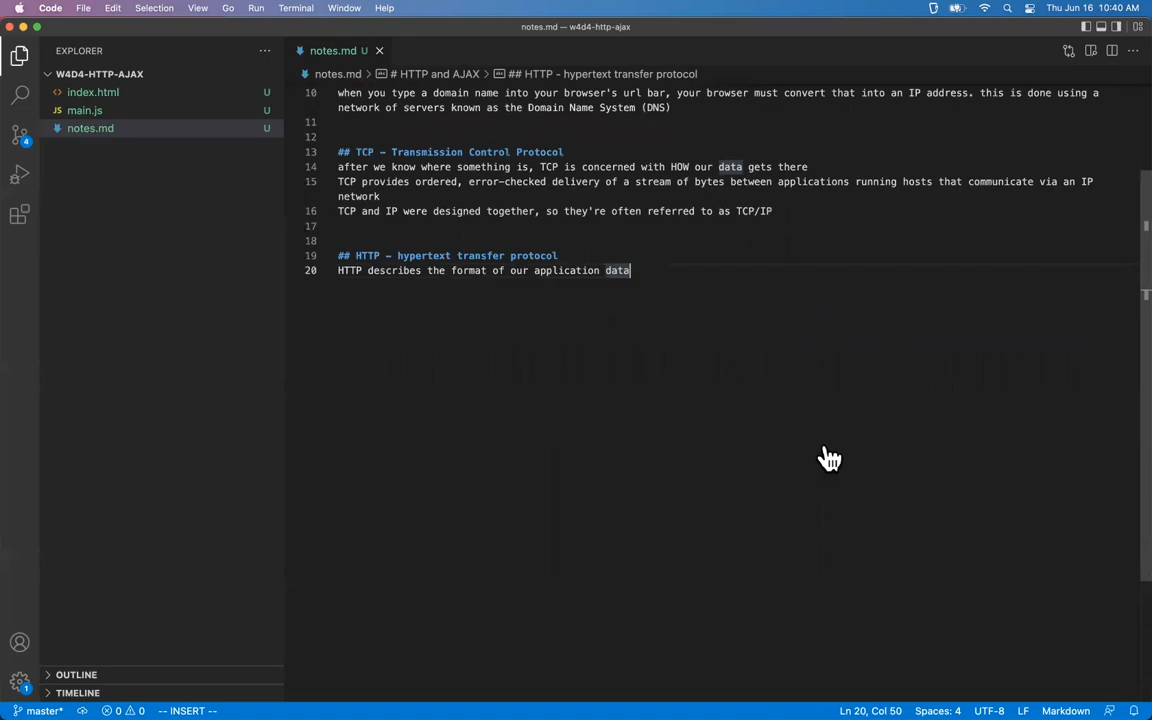 Code File Edit Selection View Go Run Terminal Window Help Thu Jun 16 10:40 AM
notes.md — w4d4-http-ajax
EXPLORER
W4D4-HTTP-AJAX
index.html U
JS main.js U
notes.md U
OUTLINE
TIMELINE
notes.md U
notes.md > # HTTP and AJAX > ## HTTP - hypertext transfer protocol
10 when you type a domain name into your browser's url bar, your browser must convert that into an IP address. this is done using a
network of servers known as the Domain Name System (DNS)
11
12
13 ## TCP - Transmission Control Protocol
14 after we know where something is, TCP is concerned with HOW our data gets there
15 TCP provides ordered, error-checked delivery of a stream of bytes between applications running hosts that communicate via an IP
network
16 TCP and IP were designed together, so they're often referred to as TCP/IP
17
18
19 ## HTTP - hypertext transfer protocol
20 HTTP describes the format of our application data
4
1
master* 0 0 -- INSERT -- Ln 20, Col 50 Spaces: 4 UTF-8 LF Markdown